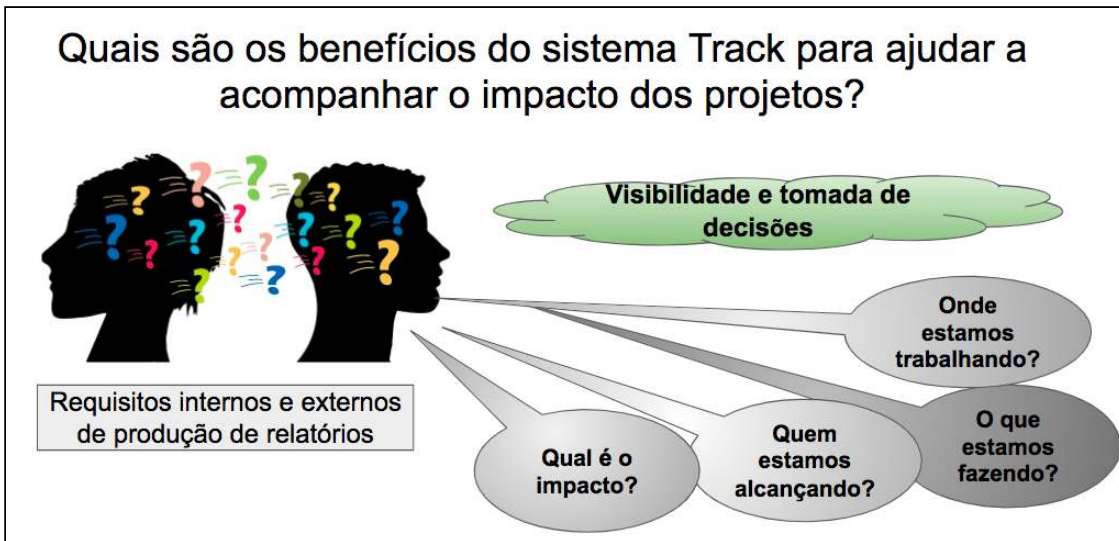 Quais são os benefícios do sistema Track para ajudar a
acompanhar o impacto dos projetos?
Visibilidade e tomada de
decisões
Onde
estamos
trabalhando?
Requisitos internos e externos
de produção de relatórios
Qual é o
impacto?
Quem
estamos
alcançando?
O que
estamos
fazendo?